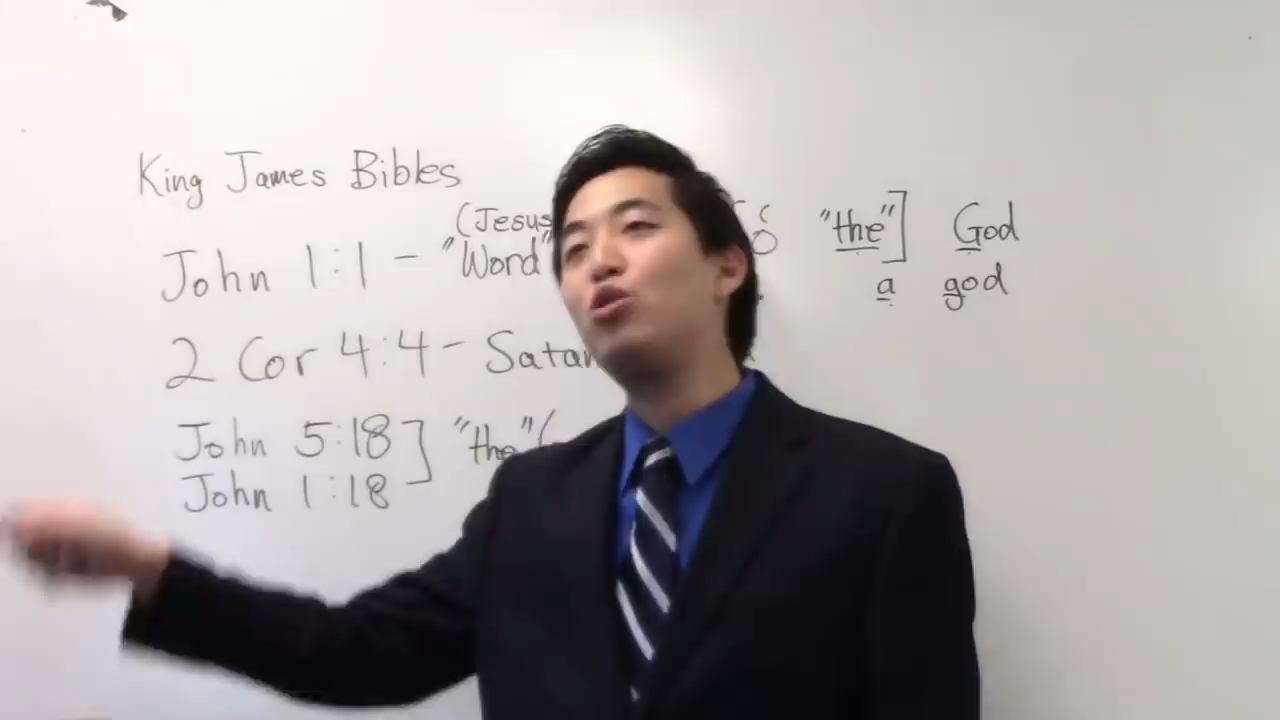 King James Bibles
(Jesus ὁ "the"] God
John 1:1 - "Word" a god
2 Cor 4:4 - Satan
John 5:18] "the" (
John 1:18